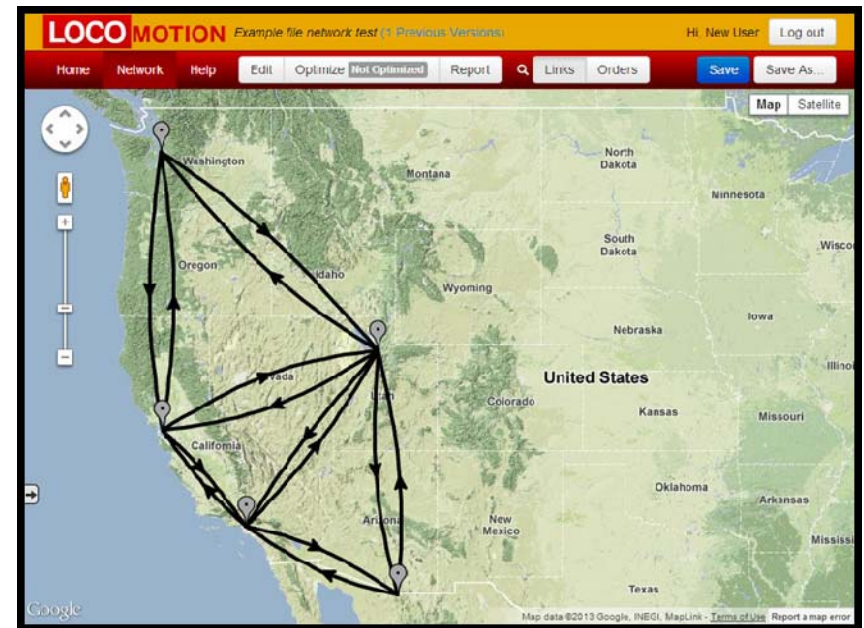 LOCOMOTION Example file network test (1 Previous Versions) Hi, New User Log out
Home Network Help Edit Optimize Not Optimized Report Links Orders Save Save As...
Map Satellite
Washington
North
Dakota
Montana
Minnesota
South
Dakota
Wisco
Oregon
Idaho
Wyoming
Iowa
Nebraska
Illinoi
vada
United States
Utah
Colorado
Kansas
Missouri
California
Oklahoma
Arkansas
Arizona
New
Mexico
Mississi
Texas
Google
Map data ©2013 Google, INEGI, MapLink - Terms of Use Report a map error